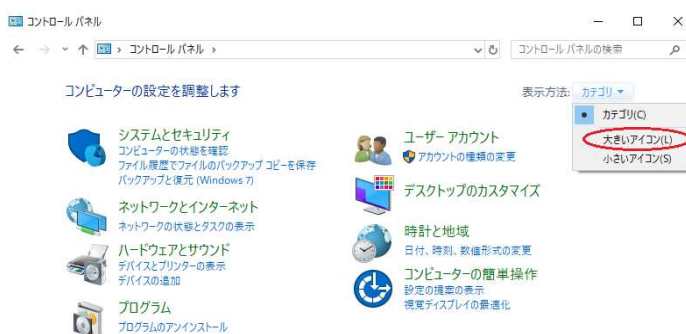 コントロール パネル
コントロール パネル
コントロール パネルの検索
コンピューターの設定を調整します
表示方法: カテゴリ
カテゴリ(C)
大きいアイコン(L)
小さいアイコン(S)
システムとセキュリティ
コンピューターの状態を確認
ファイル履歴でファイルのバックアップ コピーを保存
バックアップと復元 (Windows 7)
ネットワークとインターネット
ネットワークの状態とタスクの表示
ハードウェアとサウンド
デバイスとプリンターの表示
デバイスの追加
プログラム
プログラムのアンインストール
ユーザー アカウント
アカウントの種類の変更
デスクトップのカスタマイズ
時計と地域
日付、時刻、数値形式の変更
コンピューターの簡単操作
設定の提案の表示
視覚ディスプレイの最適化